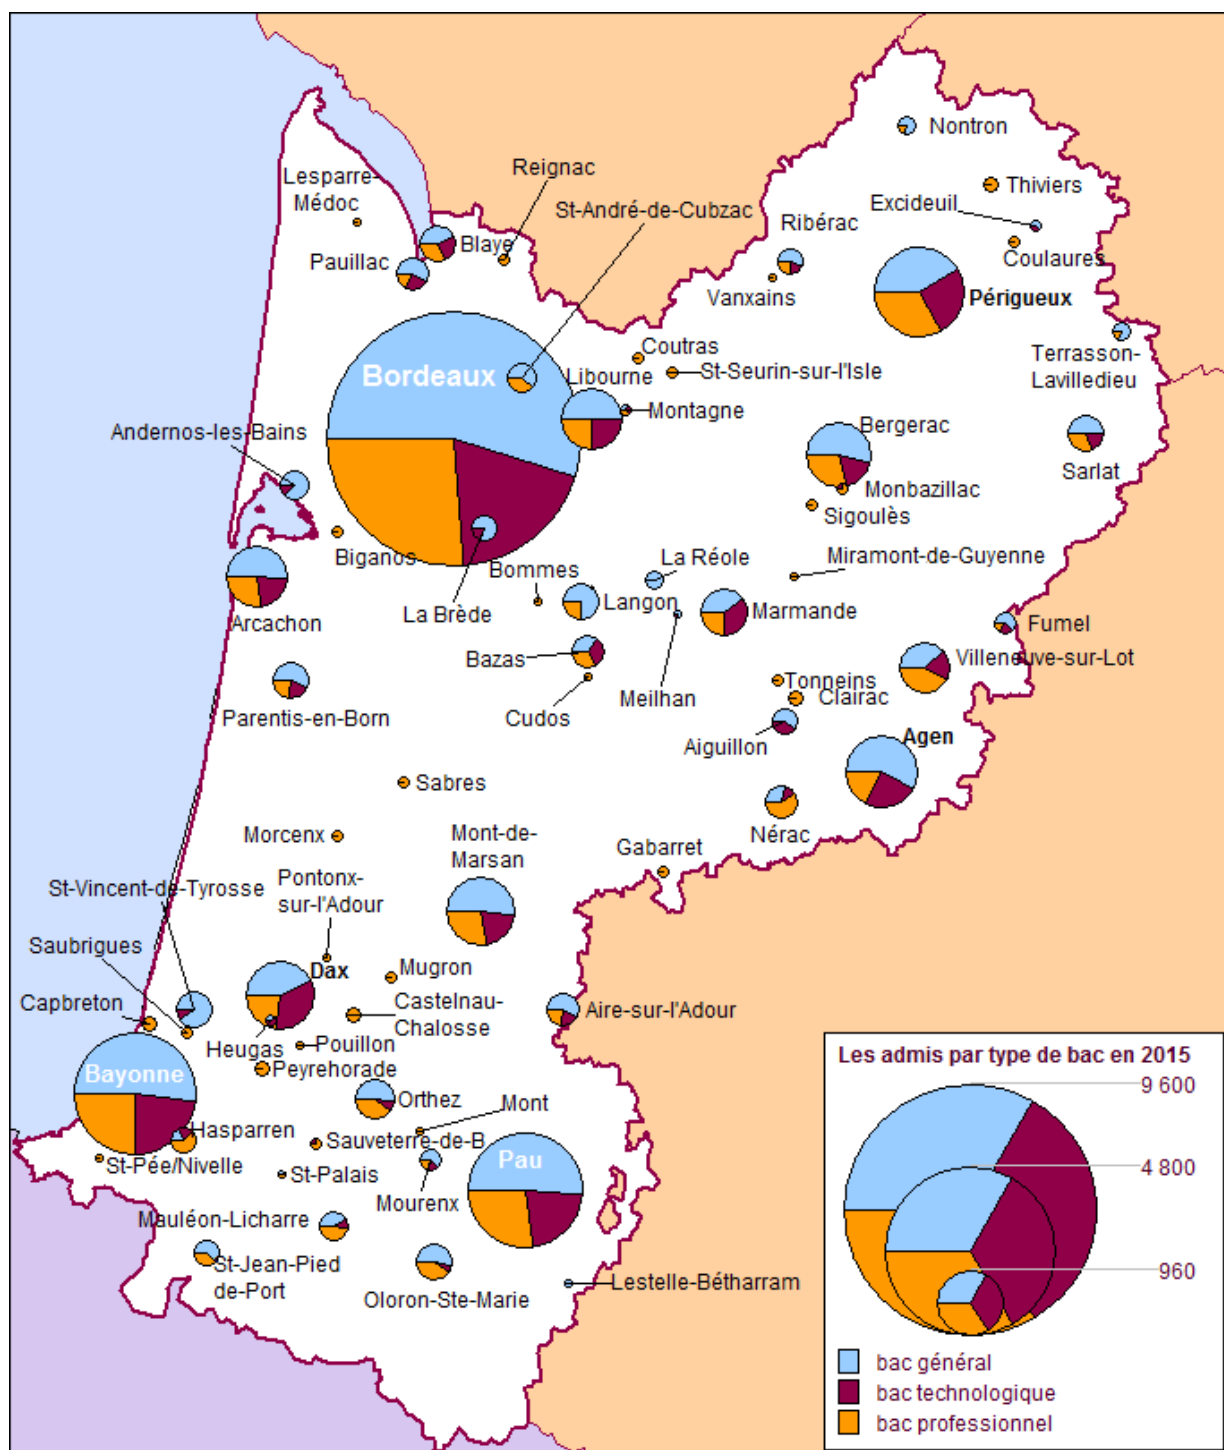 Nontron
Thiviers
Reignac
Lesparre-
Médoc
St-André-de-Cubzac
Excideuil
Ribérac
Blaye
Coulaures
Pauillac
Vanxains
Périgueux
Coutras
Terrasson-
Lavilledieu
Bordeaux
Libourne
St-Seurin-sur-l'Isle
Montagne
Andernos-les-Bains
Bergerac
Sarlat
Monbazillac
Sigoulès
Biganos
Miramont-de-Guyenne
La Réole
Bommes
La Brède
Langon
Marmande
Arcachon
Fumel
Bazas
Villeneuve-sur-Lot
Tonneins
Meilhan
Clairac
Parentis-en-Born
Cudos
Aiguillon
Agen
Sabres
Nérac
Morcenx
Mont-de-
Marsan
Gabarret
Pontonx-
sur-l'Adour
St-Vincent-de-Tyrosse
Saubrigues
Dax
Mugron
Capbreton
Castelnau-
Chalosse
Aire-sur-l'Adour
Heugas
Pouillon
Peyrehorade
Bayonne
Orthez
Mont
Hasparren
Sauveterre-de-B
St-Pée/Nivelle
St-Palais
Pau
Mourenx
Mauléon-Licharre
St-Jean-Pied
de-Port
Oloron-Ste-Marie
Lestelle-Bétharram
Les admis par type de bac en 2015
9 600
4 800
960
bac général
bac technologique
bac professionnel